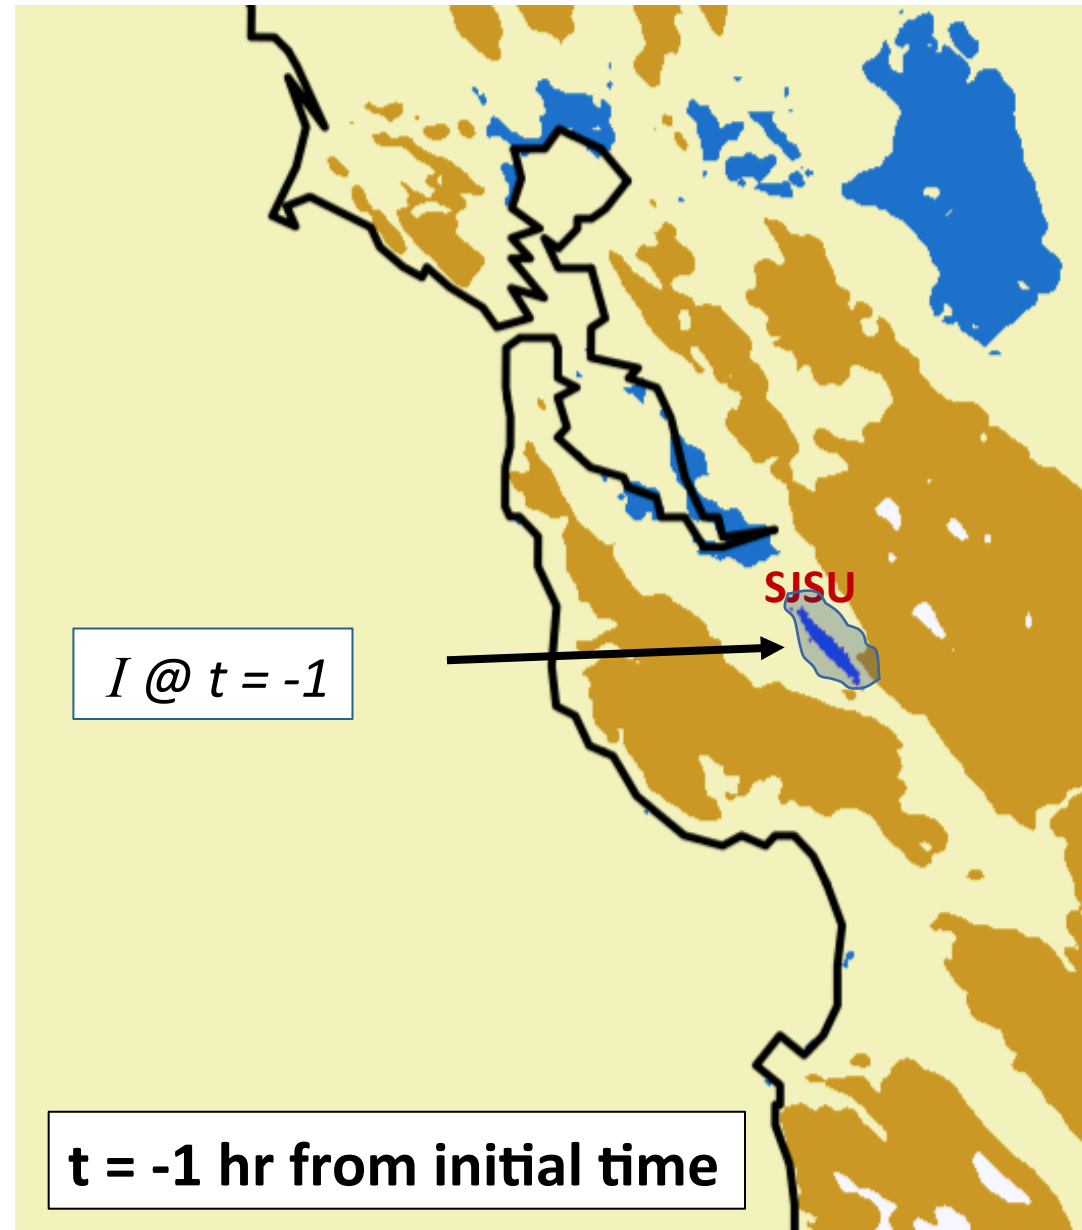 SJSU
I @ t = -1
t = -1 hr from initial time